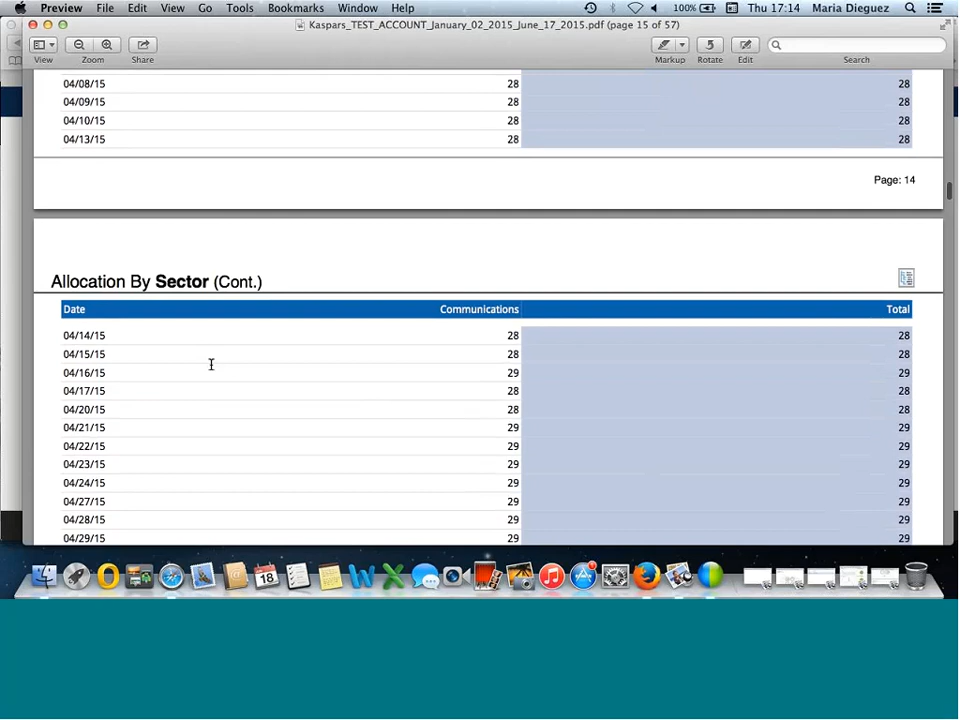 Preview File Edit View Go Tools Bookmarks Window Help 100% Thu 17:14 Maria Dieguez
Kaspars_TEST_ACCOUNT_January_02_2015_June_17_2015.pdf (page 15 of 57)
View Zoom Share Markup Rotate Edit Search
04/08/15 28 28
04/09/15 28 28
04/10/15 28 28
04/13/15 28 28
Page: 14
Allocation By Sector (Cont.)
Date Communications Total
04/14/15 28 28
04/15/15 28 28
04/16/15 29 29
04/17/15 28 28
04/20/15 28 28
04/21/15 29 29
04/22/15 29 29
04/23/15 29 29
04/24/15 29 29
04/27/15 29 29
04/28/15 29 29
04/29/15 29 29
18